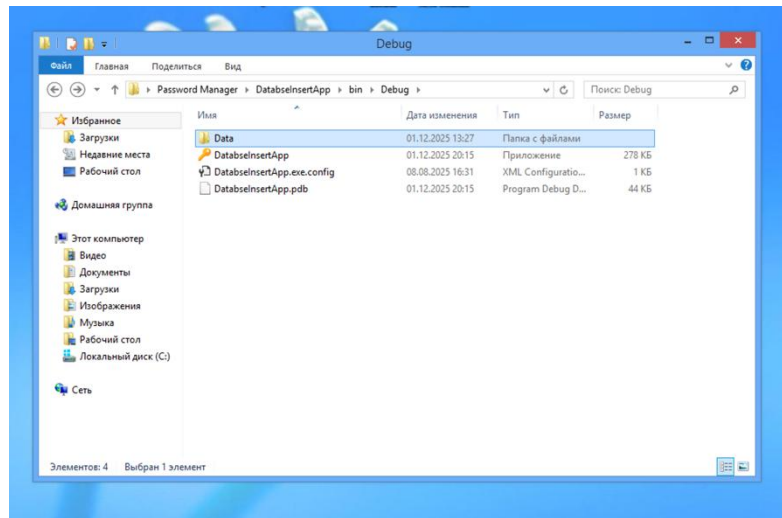 Debug
Файл Главная Поделиться Вид
Password Manager DatabseInsertApp bin Debug Поиск: Debug
Имя Дата изменения Тип Размер
Избранное
Загрузки
Недавние места
Рабочий стол
Домашняя группа
Этот компьютер
Видео
Документы
Загрузки
Изображения
Музыка
Рабочий стол
Локальный диск (C:)
Сеть
Data 01.12.2025 13:27 Папка с файлами
DatabseInsertApp 01.12.2025 20:15 Приложение 278 КБ
DatabseInsertApp.exe.config 08.08.2025 16:31 XML Configuratio... 1 КБ
DatabseInsertApp.pdb 01.12.2025 20:15 Program Debug D... 44 КБ
Элементов: 4 Выбран 1 элемент